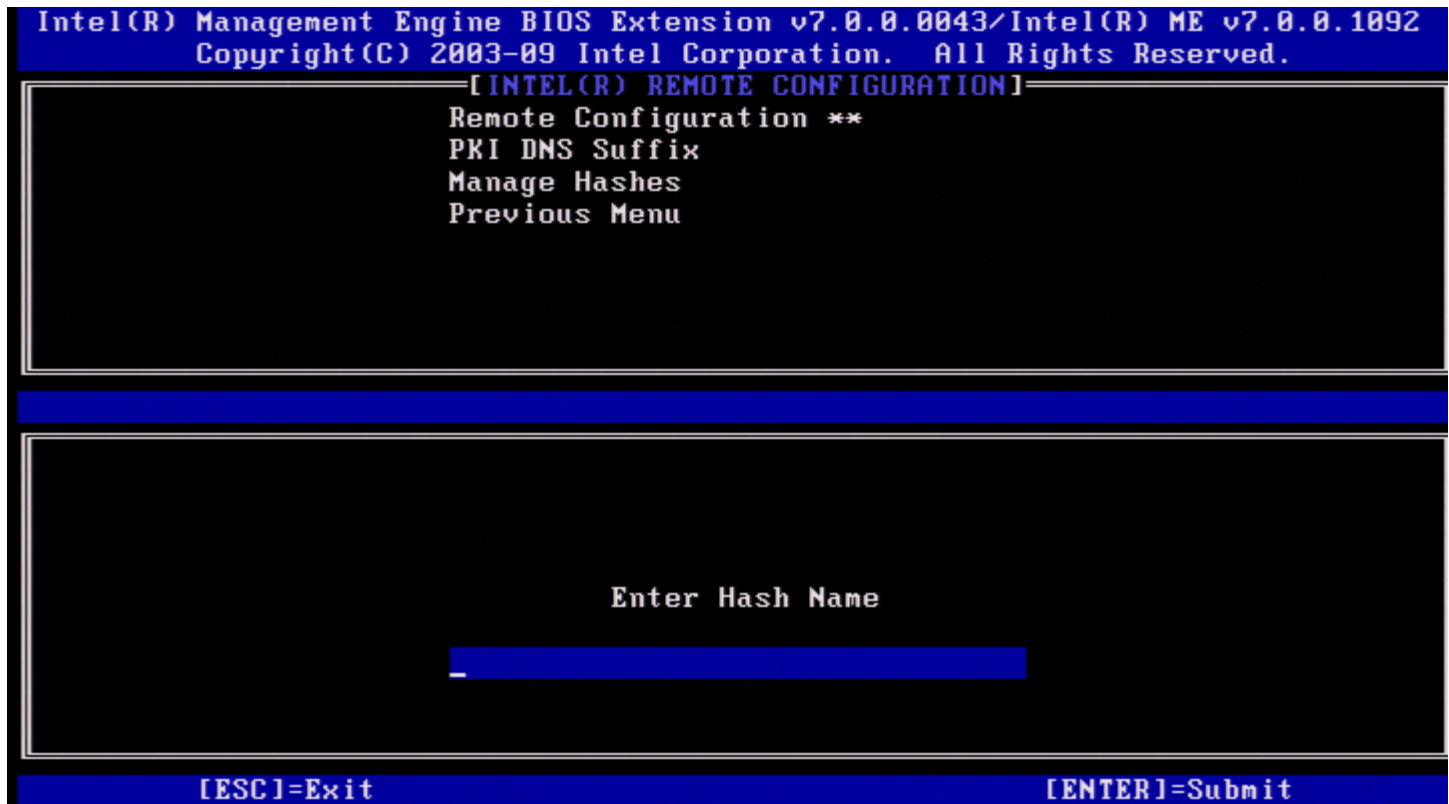 Intel(R) Management Engine BIOS Extension v7.0.0.0043/Intel(R) ME v7.0.0.1092
Copyright(C) 2003-09 Intel Corporation. All Rights Reserved.
[INTEL(R) REMOTE CONFIGURATION]
Remote Configuration **
PKI DNS Suffix
Manage Hashes
Previous Menu
Enter Hash Name
_
[ESC]=Exit [ENTER]=Submit